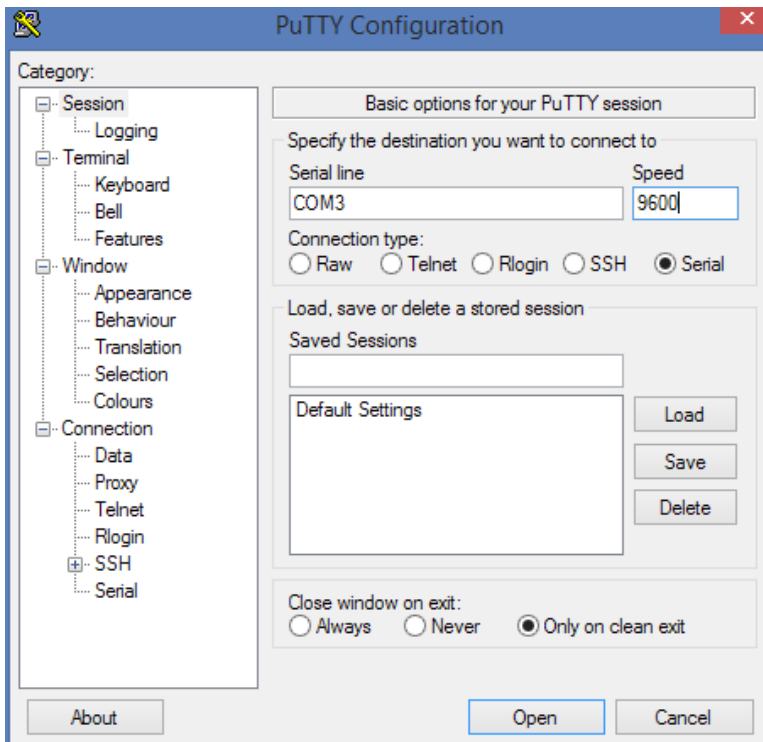 PuTTY Configuration
Category:
Session
Logging
Terminal
Keyboard
Bell
Features
Window
Appearance
Behaviour
Translation
Selection
Colours
Connection
Data
Proxy
Telnet
Rlogin
SSH
Serial
Basic options for your PuTTY session
Specify the destination you want to connect to
Serial line Speed
COM3 9600
Connection type:
Raw Telnet Rlogin SSH Serial
Load, save or delete a stored session
Saved Sessions
Default Settings
Load
Save
Delete
Close window on exit:
Always Never Only on clean exit
About Open Cancel